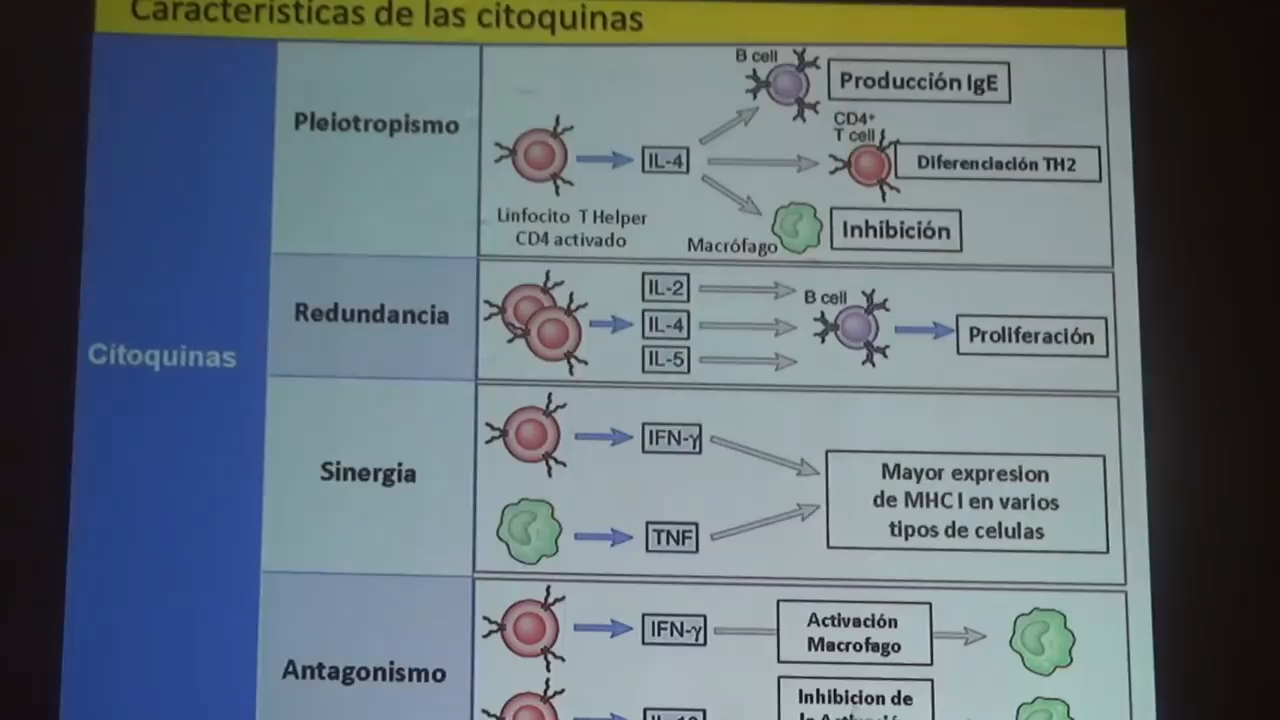 Características de las citoquinas
Citoquinas
Pleiotropismo
B cell
Producción IgE
CD4+
T cell
IL-4
Diferenciación TH2
Linfocito T Helper
CD4 activado
Macrófago
Inhibición
Redundancia
IL-2
IL-4
IL-5
B cell
Proliferación
Sinergia
IFN-γ
TNF
Mayor expresion
de MHC I en varios
tipos de celulas
Antagonismo
IFN-γ
Activación
Macrofago
Inhibicion de